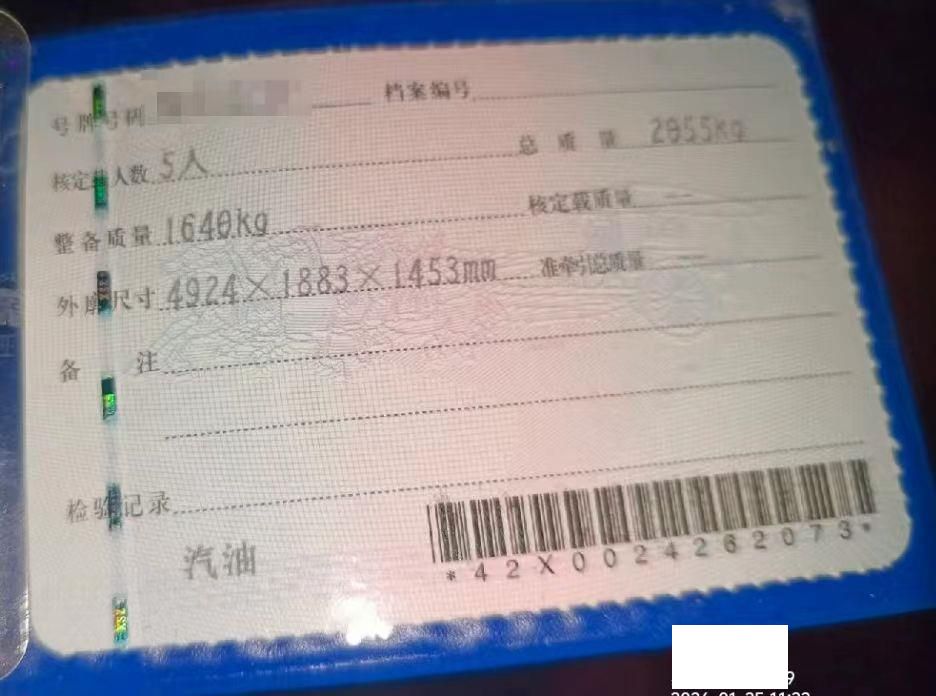 号牌号码
档案编号
核定载人数 5人
总质量 2055kg
整备质量 1640kg
核定载质量
外廓尺寸 4924×1883×1453mm
准牵引总质量
备注
检验记录
汽油
*42X0024262073*